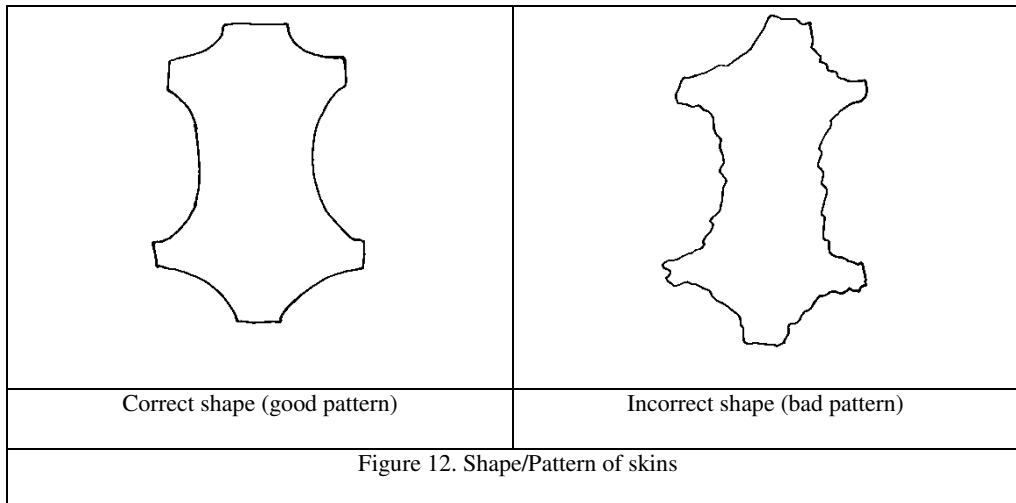 Correct shape (good pattern)
Incorrect shape (bad pattern)
Figure 12. Shape/Pattern of skins